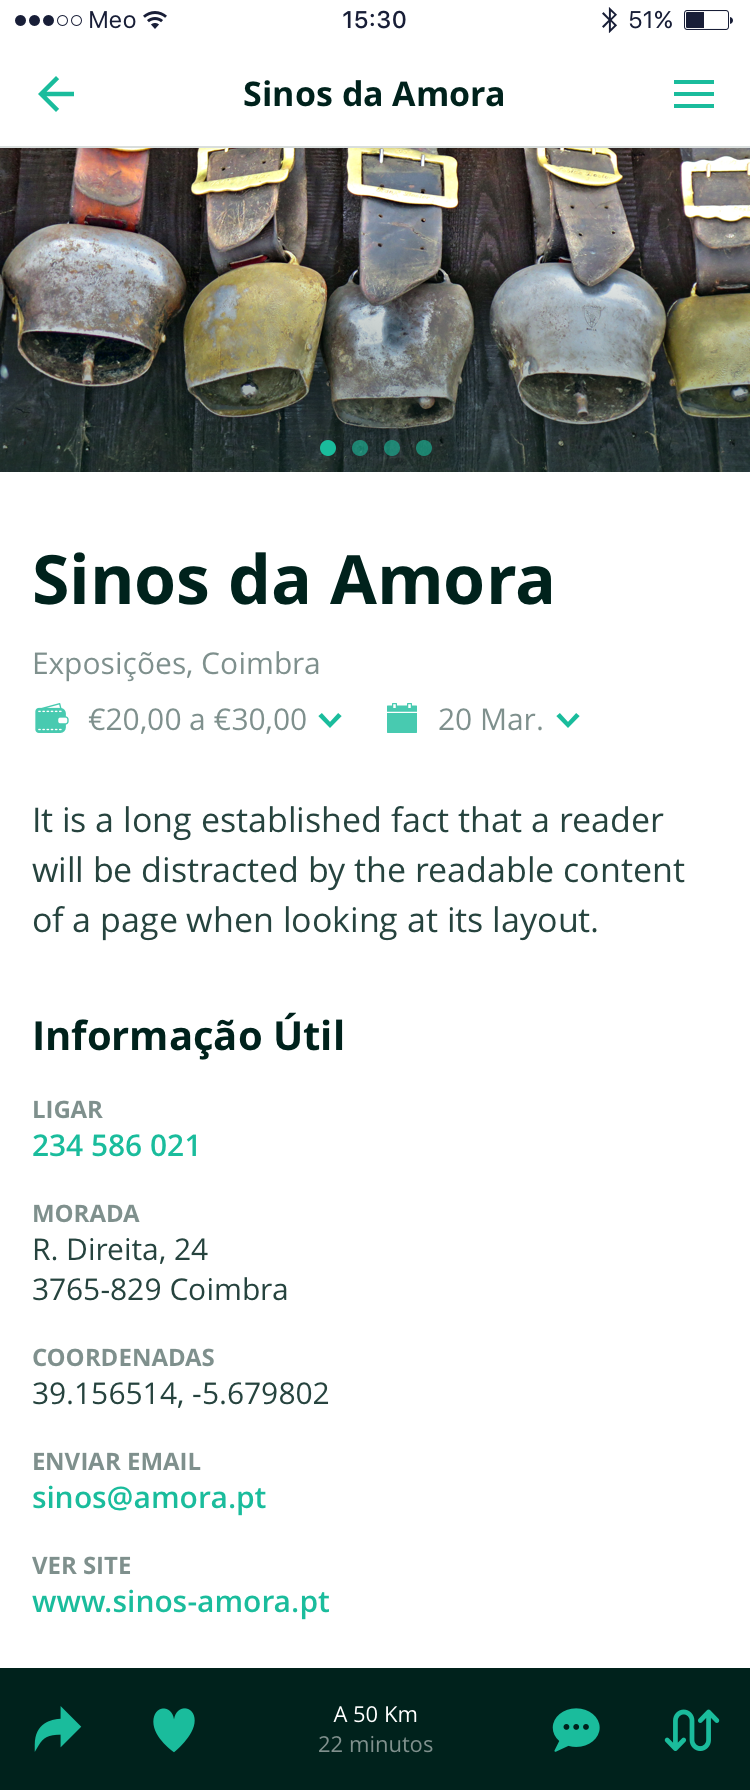 Meo 15:30 51%
Sinos da Amora
Sinos da Amora
Exposições, Coimbra
€20,00 a €30,00 20 Mar.
It is a long established fact that a reader
will be distracted by the readable content
of a page when looking at its layout.
Informação Útil
LIGAR
234 586 021
MORADA
R. Direita, 24
3765-829 Coimbra
COORDENADAS
39.156514, -5.679802
ENVIAR EMAIL
sinos@amora.pt
VER SITE
www.sinos-amora.pt
A 50 Km
22 minutos